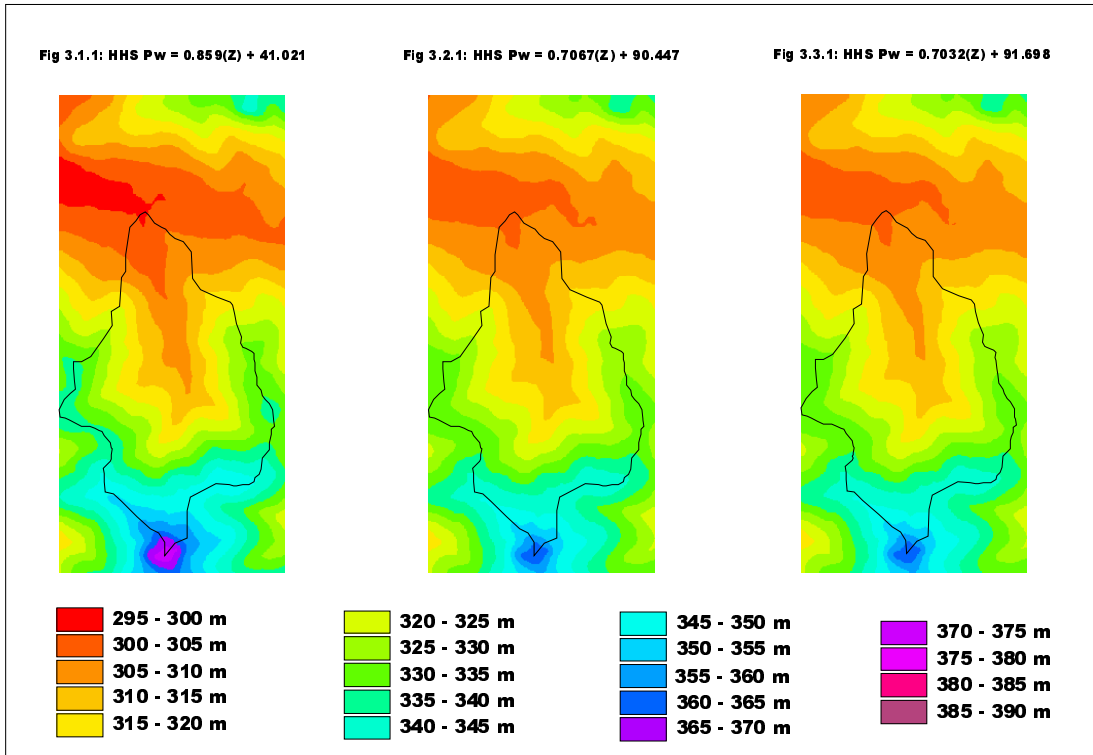 Fig 3.1.1: HHS Pw = 0.859(Z) + 41.021
Fig 3.2.1: HHS Pw = 0.7067(Z) + 90.447
Fig 3.3.1: HHS Pw = 0.7032(Z) + 91.698
295 - 300 m
300 - 305 m
305 - 310 m
310 - 315 m
315 - 320 m
320 - 325 m
325 - 330 m
330 - 335 m
335 - 340 m
340 - 345 m
345 - 350 m
350 - 355 m
355 - 360 m
360 - 365 m
365 - 370 m
370 - 375 m
375 - 380 m
380 - 385 m
385 - 390 m